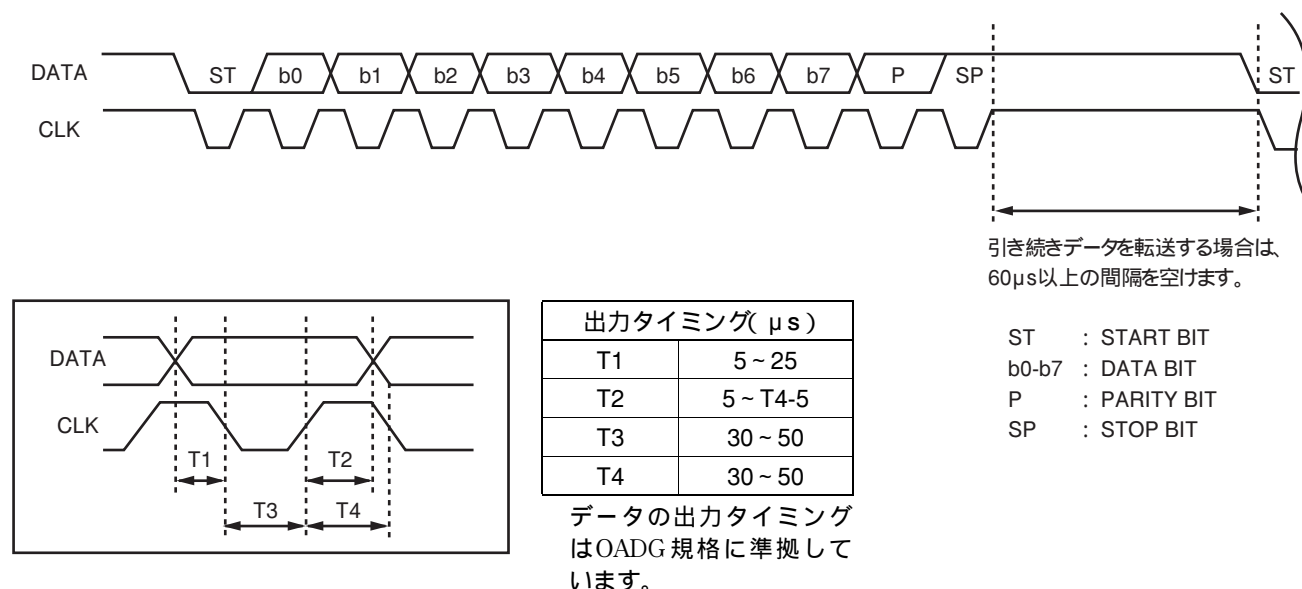 DATA ST b0 b1 b2 b3 b4 b5 b6 b7 P SP ST
CLK
引き続きデータを転送する場合は、
60μs以上の間隔を空けます。
DATA
CLK
T1 T2
T3 T4
出力タイミング( μs )
T1 5 ~ 25
T2 5 ~ T4-5
T3 30 ~ 50
T4 30 ~ 50
データの出力タイミング
はOADG規格に準拠して
います。
ST : START BIT
b0-b7 : DATA BIT
P : PARITY BIT
SP : STOP BIT